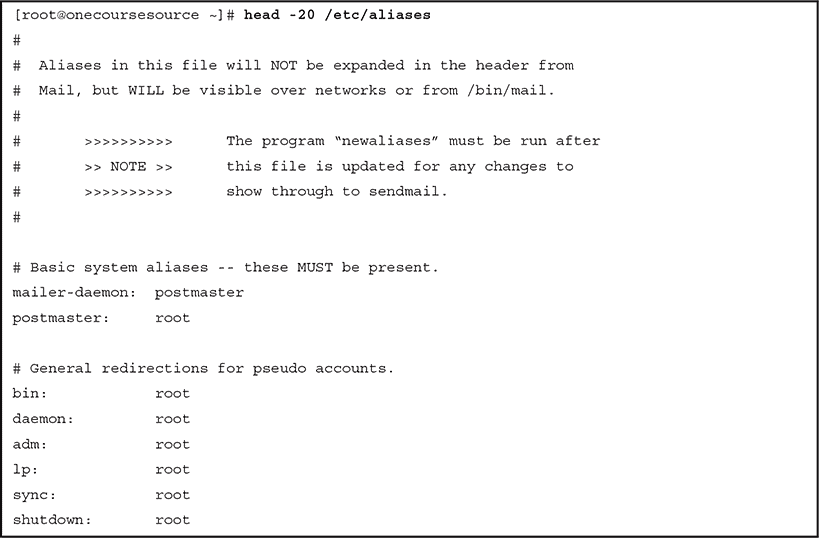 [root@onecoursesource ~]# head -20 /etc/aliases
#
#  Aliases in this file will NOT be expanded in the header from
#  Mail, but WILL be visible over networks or from /bin/mail.
#
#       >>>>>>>>>>      The program “newaliases” must be run after
#       >> NOTE >>      this file is updated for any changes to
#       >>>>>>>>>>      show through to sendmail.
#
# Basic system aliases -- these MUST be present.
mailer-daemon:  postmaster
postmaster:     root
# General redirections for pseudo accounts.
bin:            root
daemon:         root
adm:            root
lp:             root
sync:           root
shutdown:       root